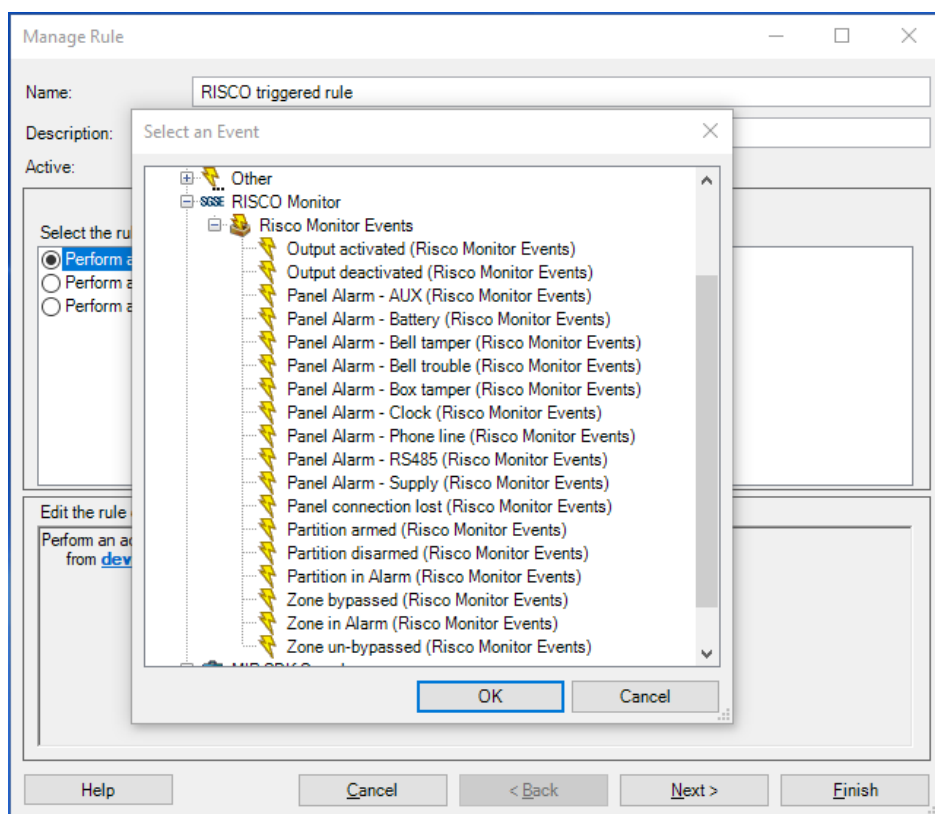 Manage Rule
Name:
RISCO triggered rule
Description:
Active:
Select the ru
Perform a
Perform a
Perform a
Edit the rule
Perform an ac
from dev
Select an Event
Other
SGSE RISCO Monitor
Risco Monitor Events
Output activated (Risco Monitor Events)
Output deactivated (Risco Monitor Events)
Panel Alarm - AUX (Risco Monitor Events)
Panel Alarm - Battery (Risco Monitor Events)
Panel Alarm - Bell tamper (Risco Monitor Events)
Panel Alarm - Bell trouble (Risco Monitor Events)
Panel Alarm - Box tamper (Risco Monitor Events)
Panel Alarm - Clock (Risco Monitor Events)
Panel Alarm - Phone line (Risco Monitor Events)
Panel Alarm - RS485 (Risco Monitor Events)
Panel Alarm - Supply (Risco Monitor Events)
Panel connection lost (Risco Monitor Events)
Partition armed (Risco Monitor Events)
Partition disarmed (Risco Monitor Events)
Partition in Alarm (Risco Monitor Events)
Zone bypassed (Risco Monitor Events)
Zone in Alarm (Risco Monitor Events)
Zone un-bypassed (Risco Monitor Events)
OK
Cancel
Help
Cancel
< Back
Next >
Finish